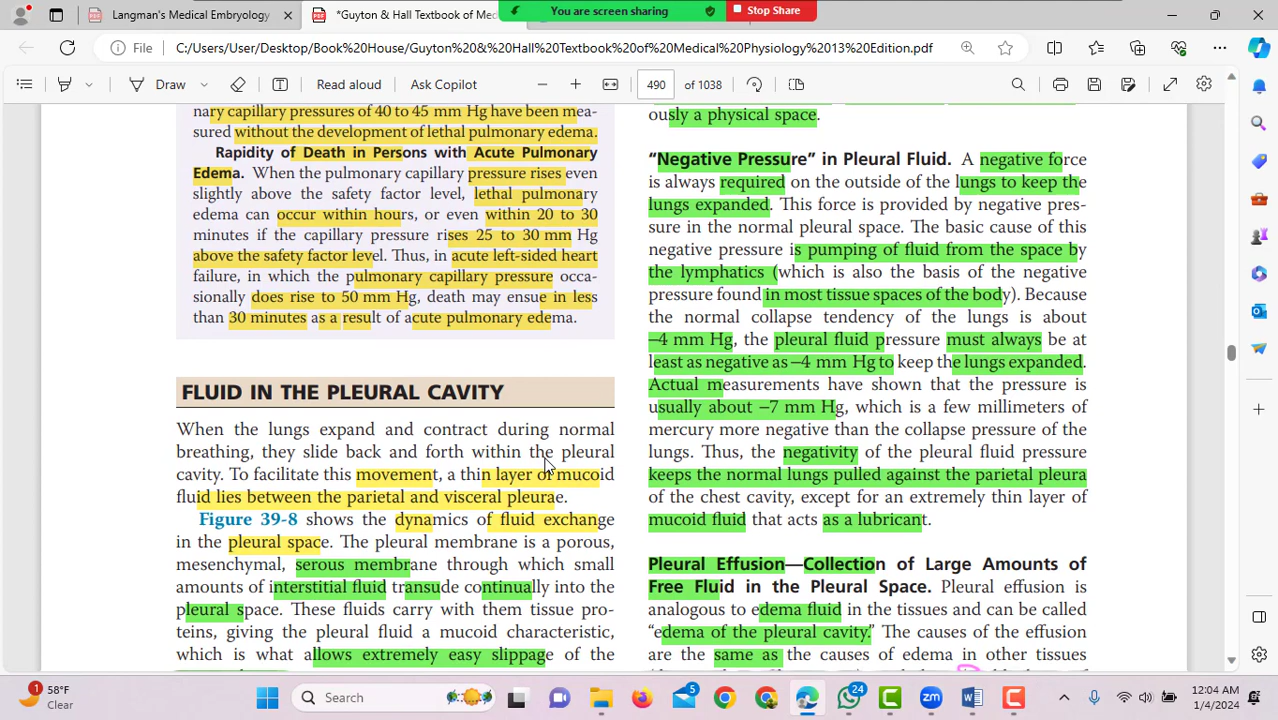 Langman's Medical Embryology
*Guyton & Hall Textbook of Med
You are screen sharing
Stop Share
File
C:/Users/User/Desktop/Book%20House/Guyton%20&%20Hall%20Textbook%20of%20Medical%20Physiology%2013%20Edition.pdf
Draw
Read aloud
Ask Copilot
490 of 1038
nary capillary pressures of 40 to 45 mm Hg have been mea-
sured without the development of lethal pulmonary edema.
Rapidity of Death in Persons with Acute Pulmonary
Edema. When the pulmonary capillary pressure rises even
slightly above the safety factor level, lethal pulmonary
edema can occur within hours, or even within 20 to 30
minutes if the capillary pressure rises 25 to 30 mm Hg
above the safety factor level. Thus, in acute left-sided heart
failure, in which the pulmonary capillary pressure occa-
sionally does rise to 50 mm Hg, death may ensue in less
than 30 minutes as a result of acute pulmonary edema.
FLUID IN THE PLEURAL CAVITY
When the lungs expand and contract during normal
breathing, they slide back and forth within the pleural
cavity. To facilitate this movement, a thin layer of mucoid
fluid lies between the parietal and visceral pleurae.
Figure 39-8 shows the dynamics of fluid exchange
in the pleural space. The pleural membrane is a porous,
mesenchymal, serous membrane through which small
amounts of interstitial fluid transude continually into the
pleural space. These fluids carry with them tissue pro-
teins, giving the pleural fluid a mucoid characteristic,
which is what allows extremely easy slippage of the
ously a physical space.
“Negative Pressure” in Pleural Fluid. A negative force
is always required on the outside of the lungs to keep the
lungs expanded. This force is provided by negative pres-
sure in the normal pleural space. The basic cause of this
negative pressure is pumping of fluid from the space by
the lymphatics (which is also the basis of the negative
pressure found in most tissue spaces of the body). Because
the normal collapse tendency of the lungs is about
−4 mm Hg, the pleural fluid pressure must always be at
least as negative as −4 mm Hg to keep the lungs expanded.
Actual measurements have shown that the pressure is
usually about −7 mm Hg, which is a few millimeters of
mercury more negative than the collapse pressure of the
lungs. Thus, the negativity of the pleural fluid pressure
keeps the normal lungs pulled against the parietal pleura
of the chest cavity, except for an extremely thin layer of
mucoid fluid that acts as a lubricant.
Pleural Effusion—Collection of Large Amounts of
Free Fluid in the Pleural Space. Pleural effusion is
analogous to edema fluid in the tissues and can be called
“edema of the pleural cavity.” The causes of the effusion
are the same as the causes of edema in other tissues
1
58°F
Clear
Search
5
24
zm
12:04 AM
1/4/2024